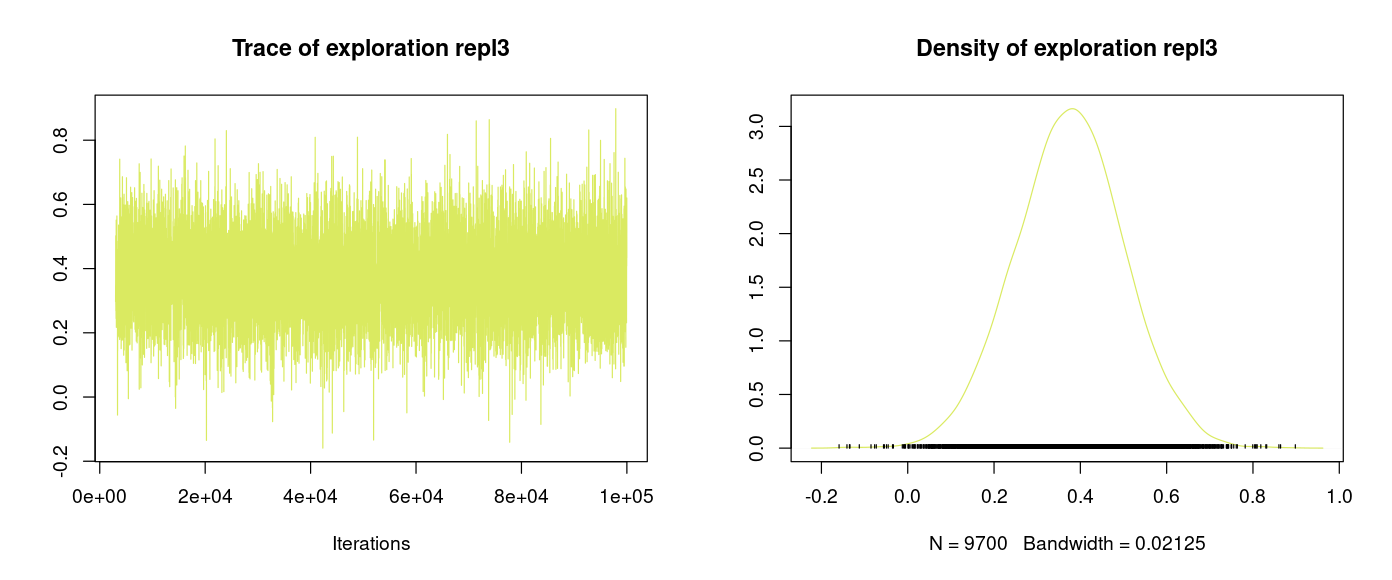 Trace of exploration repl3
0.8
0.6
0.4
0.2
0.0
-0.2
0e+00 2e+04 4e+04 6e+04 8e+04 1e+05
Iterations
Density of exploration repl3
3.0
2.5
2.0
1.5
1.0
0.5
0.0
-0.2 0.0 0.2 0.4 0.6 0.8 1.0
N = 9700 Bandwidth = 0.02125